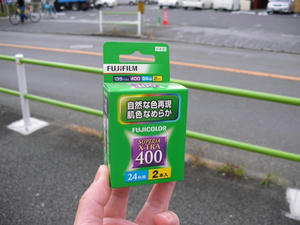 FUJIFILM
135 400 24 2
自然な色再現
肌色なめらか
FUJICOLOR
SUPERIA
X-TRA
400
24枚撮
2本入